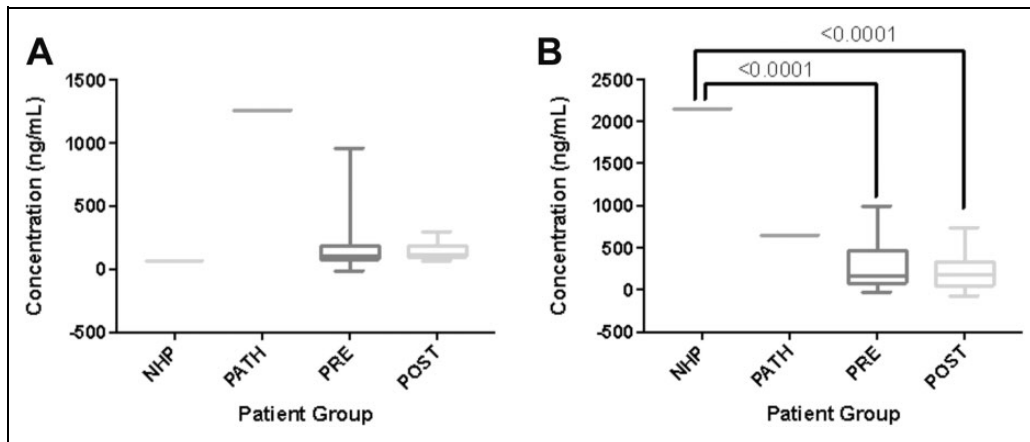 A
Concentration (ng/mL)
1500
1000
500
0
-500
NHP
PATH
PRE
POST
Patient Group
B
<0.0001
<0.0001
Concentration (ng/mL)
2500
2000
1500
1000
500
0
-500
NHP
PATH
PRE
POST
Patient Group